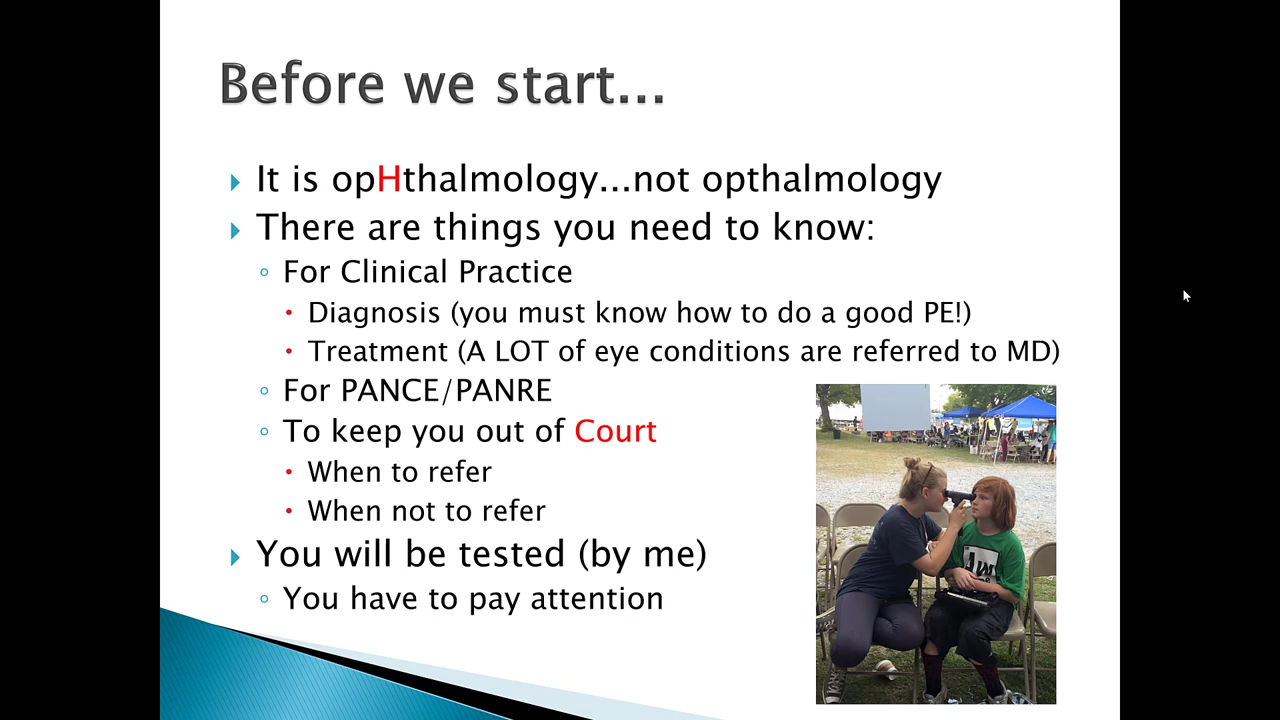 Before we start...
It is opHthalmology...not opthalmology
There are things you need to know:
For Clinical Practice
Diagnosis (you must know how to do a good PE!)
Treatment (A LOT of eye conditions are referred to MD)
For PANCE/PANRE
To keep you out of Court
When to refer
When not to refer
You will be tested (by me)
You have to pay attention